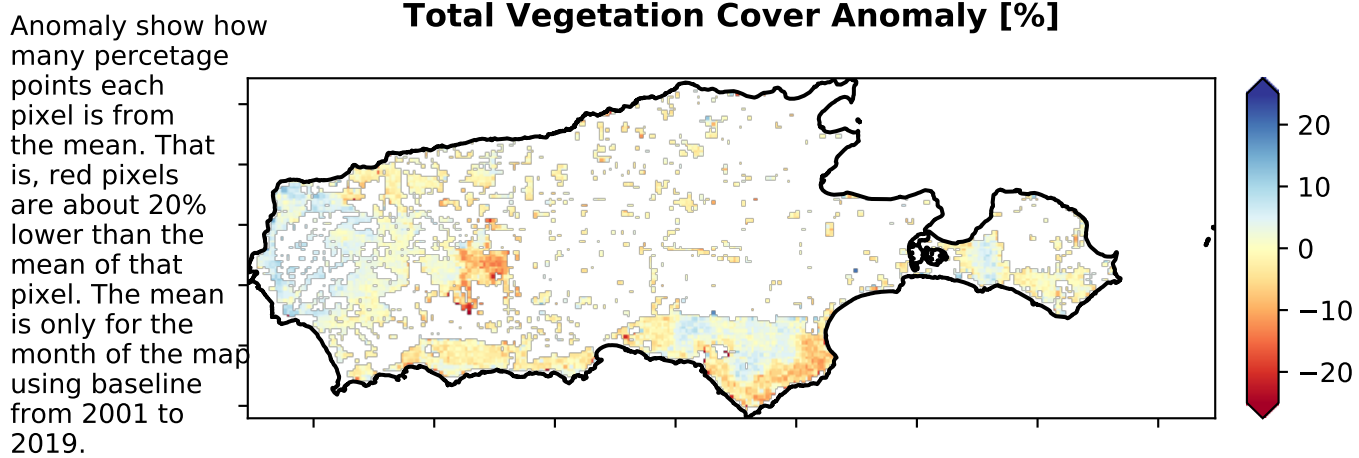 Total Vegetation Cover Anomaly [%]
Anomaly show how
many percetage
points each
pixel is from
the mean. That
is, red pixels
are about 20%
lower than the
mean of that
pixel. The mean
is only for the
month of the map
using baseline
from 2001 to
2019.
20
10
0
−10
−20